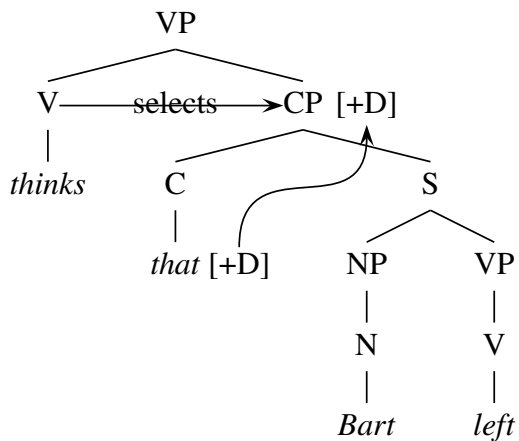 VP
V selects CP [+D]
thinks C S
that [+D] NP VP
N V
Bart left